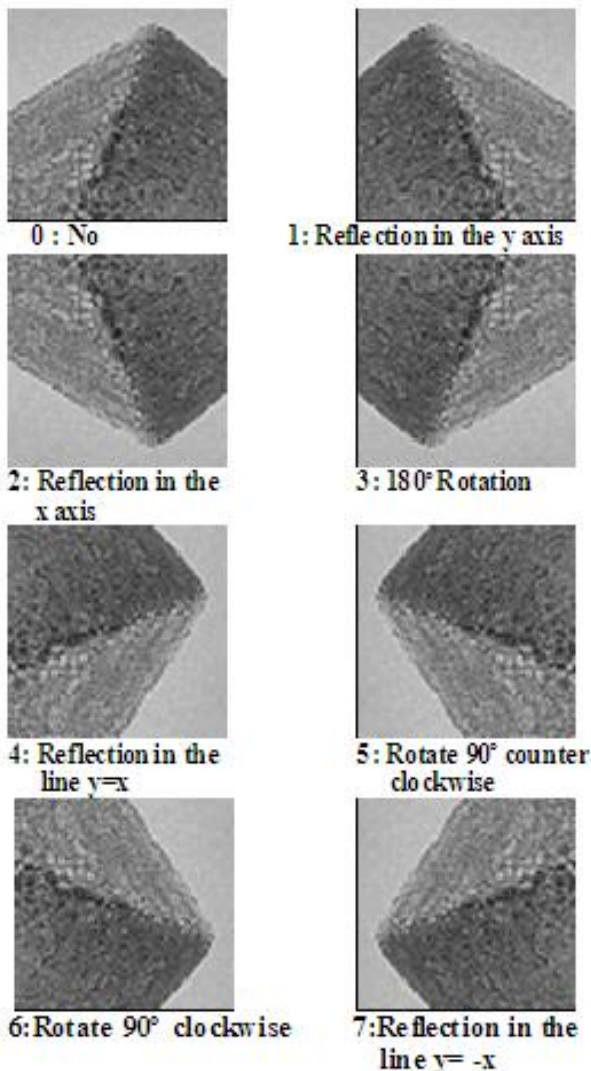 0 : No
1: Reflection in the y axis
2: Reflection in the
x axis
3: 180° Rotation
4: Reflection in the
line y=x
5: Rotate 90° counter
clockwise
6:Rotate 90° clockwise
7:Reflection in the
line y= -x